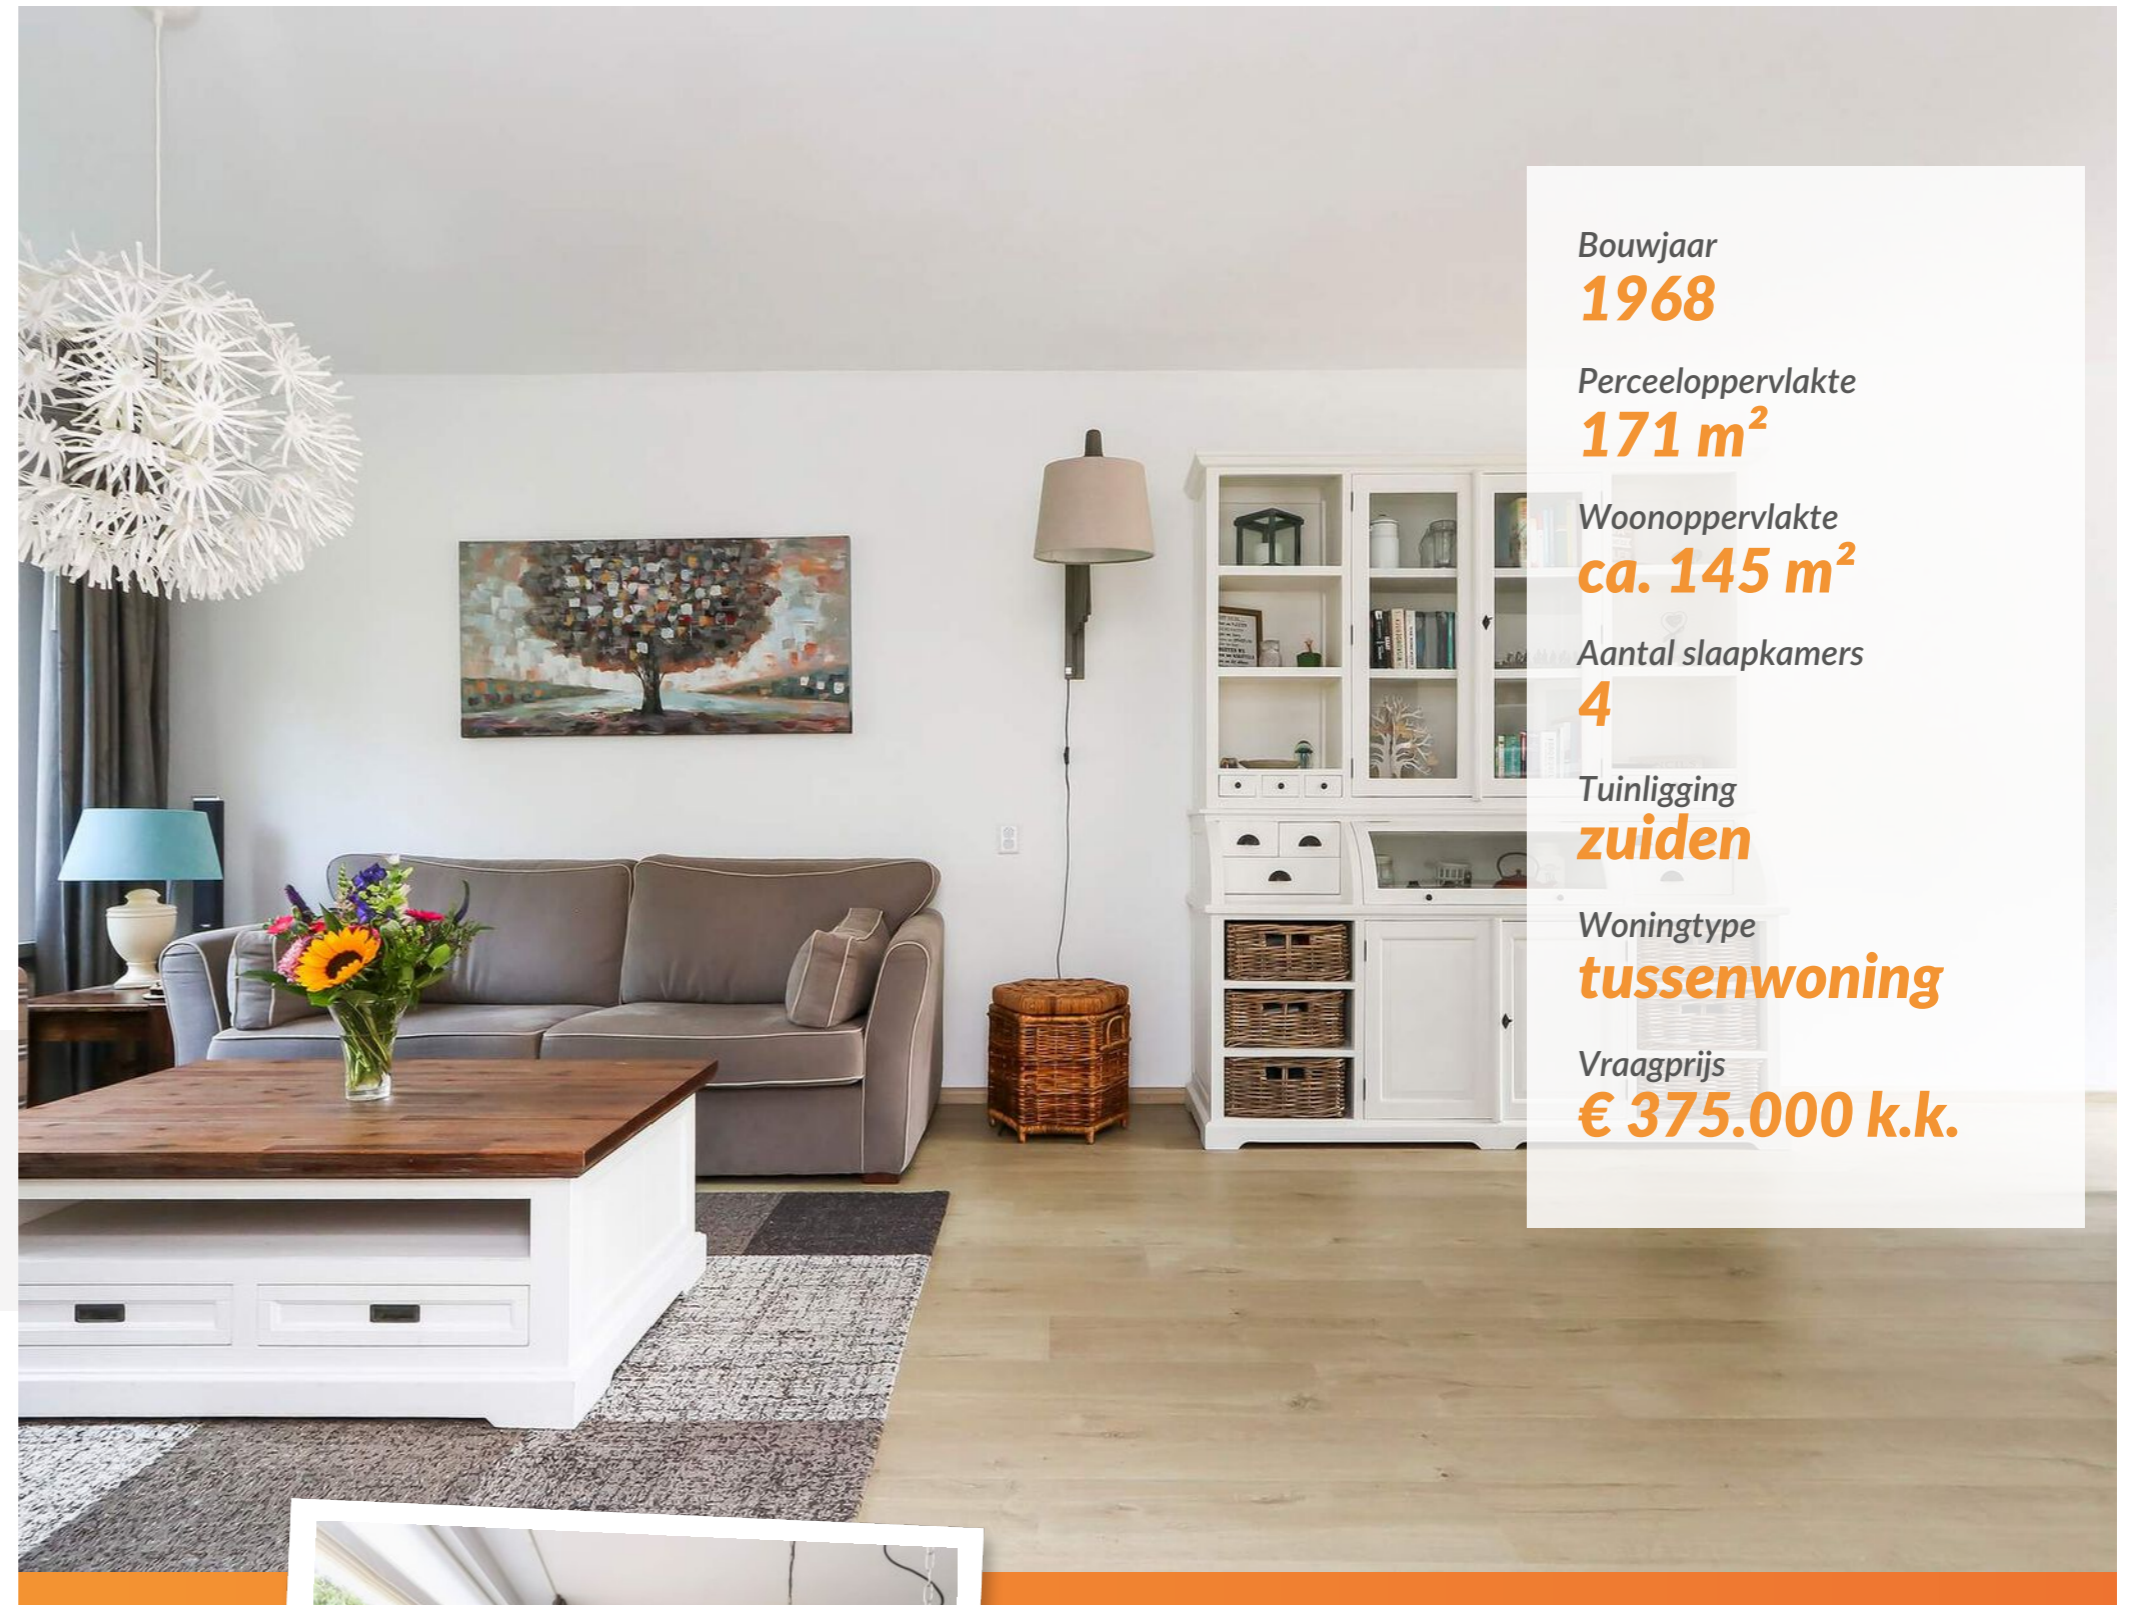 Bouwjaar
1968
Perceeloppervlakte
171 m²
Woonoppervlakte
ca. 145 m²
Aantal slaapkamers
4
Tuinligging
zuiden
Woningtype
tussenwoning
Vraagprijs
€ 375.000 k.k.